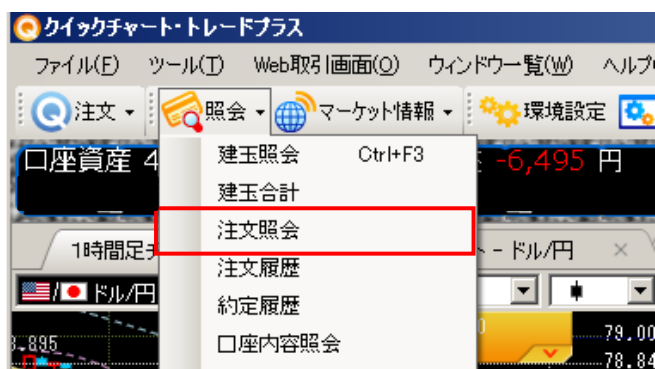 クイックチャート・トレードプラス
ファイル(F) ツール(T) Web取引画面(O) ウィンドウ一覧(W) ヘルプ
注文 照会 マーケット情報 環境設定
口座資産 4 -6,495 円
建玉照会 Ctrl+F3
建玉合計
注文照会
注文履歴
約定履歴
口座内容照会
1時間足 ト - ドル/円 ×
ドル/円
.895 79.00
78.84